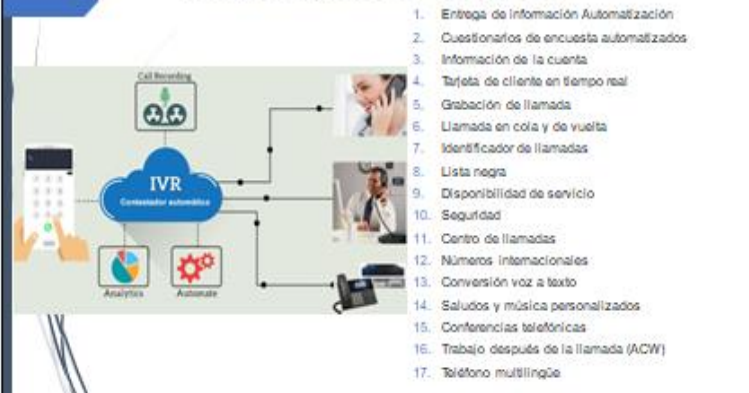 1. Entrega de información Automatización
2. Cuestionarios de encuesta automatizados
3. Información de la cuenta
4. Tarjeta de cliente en tiempo real
5. Grabación de llamada
6. Llamada en cola y de vuelta
7. Identificador de llamadas
8. Lista negra
9. Disponibilidad de servicio
10. Seguridad
11. Centro de llamadas
12. Números internacionales
13. Conversión voz a texto
14. Saludos y música personalizados
15. Conferencias telefónicas
16. Trabajo después de la llamada (ACW)
17. Teléfono multilingüe
Call Recording
IVR
Contestador automático
Analytics
Automate